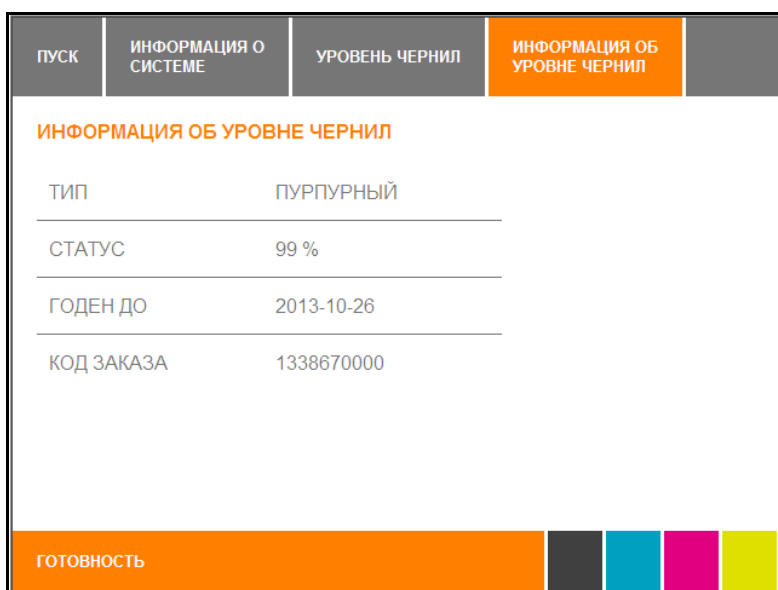 ПУСК
ИНФОРМАЦИЯ О
СИСТЕМЕ
УРОВЕНЬ ЧЕРНИЛ
ИНФОРМАЦИЯ ОБ
УРОВНЕ ЧЕРНИЛ
ИНФОРМАЦИЯ ОБ УРОВНЕ ЧЕРНИЛ
ТИП ПУРПУРНЫЙ
СТАТУС 99 %
ГОДЕН ДО 2013-10-26
КОД ЗАКАЗА 1338670000
ГОТОВНОСТЬ